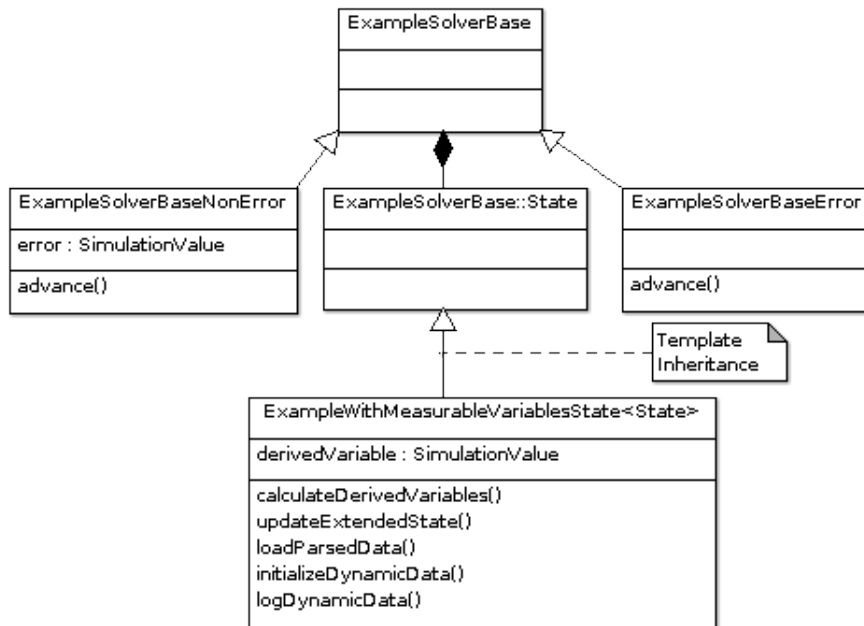 ExampleSolverBase
ExampleSolverBaseNonError
error : SimulationValue
advance()
ExampleSolverBase::State
ExampleSolverBaseError
advance()
Template
Inheritance
ExampleWithMeasurableVariablesState<State>
derivedVariable : SimulationValue
calculateDerivedVariables()
updateExtendedState()
loadParsedData()
initializeDynamicData()
logDynamicData()